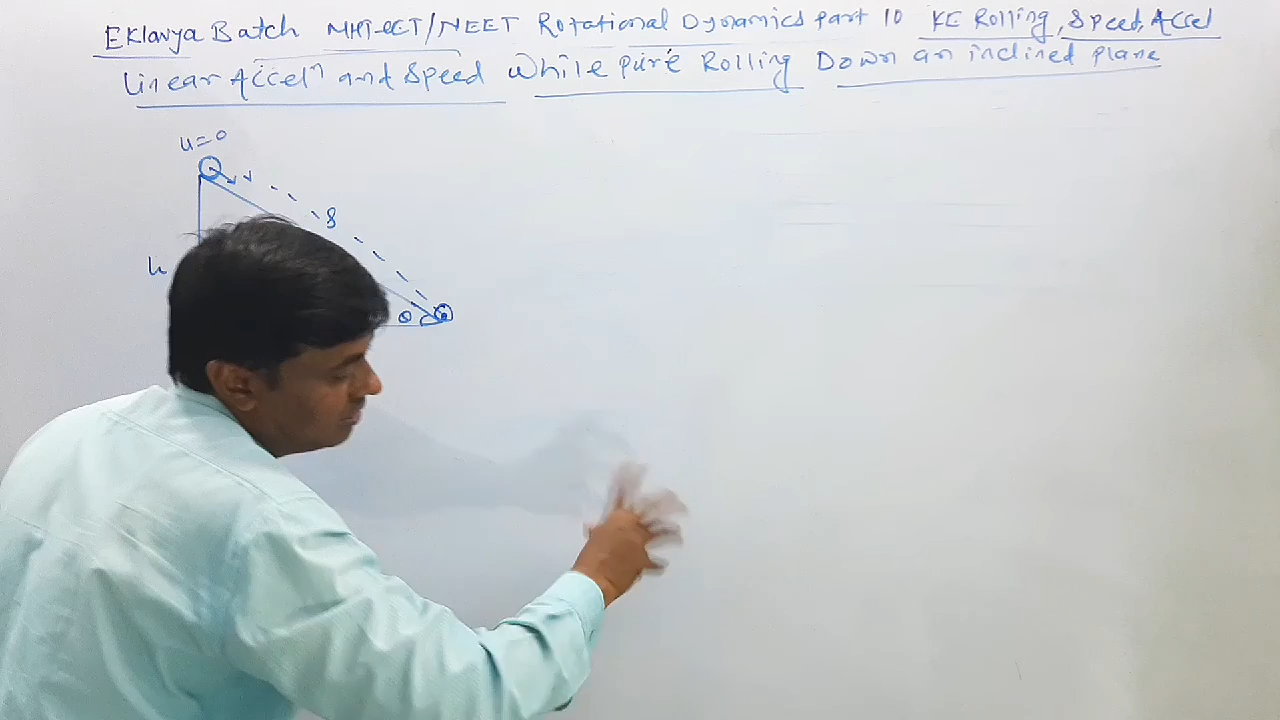 Eklavya Batch MHT-CET/NEET Rotational Dynamics part 10 KE Rolling, Speed, Accel
Linear Accelⁿ and Speed While pure Rolling Down an inclined plane
u=0
s
h
θ